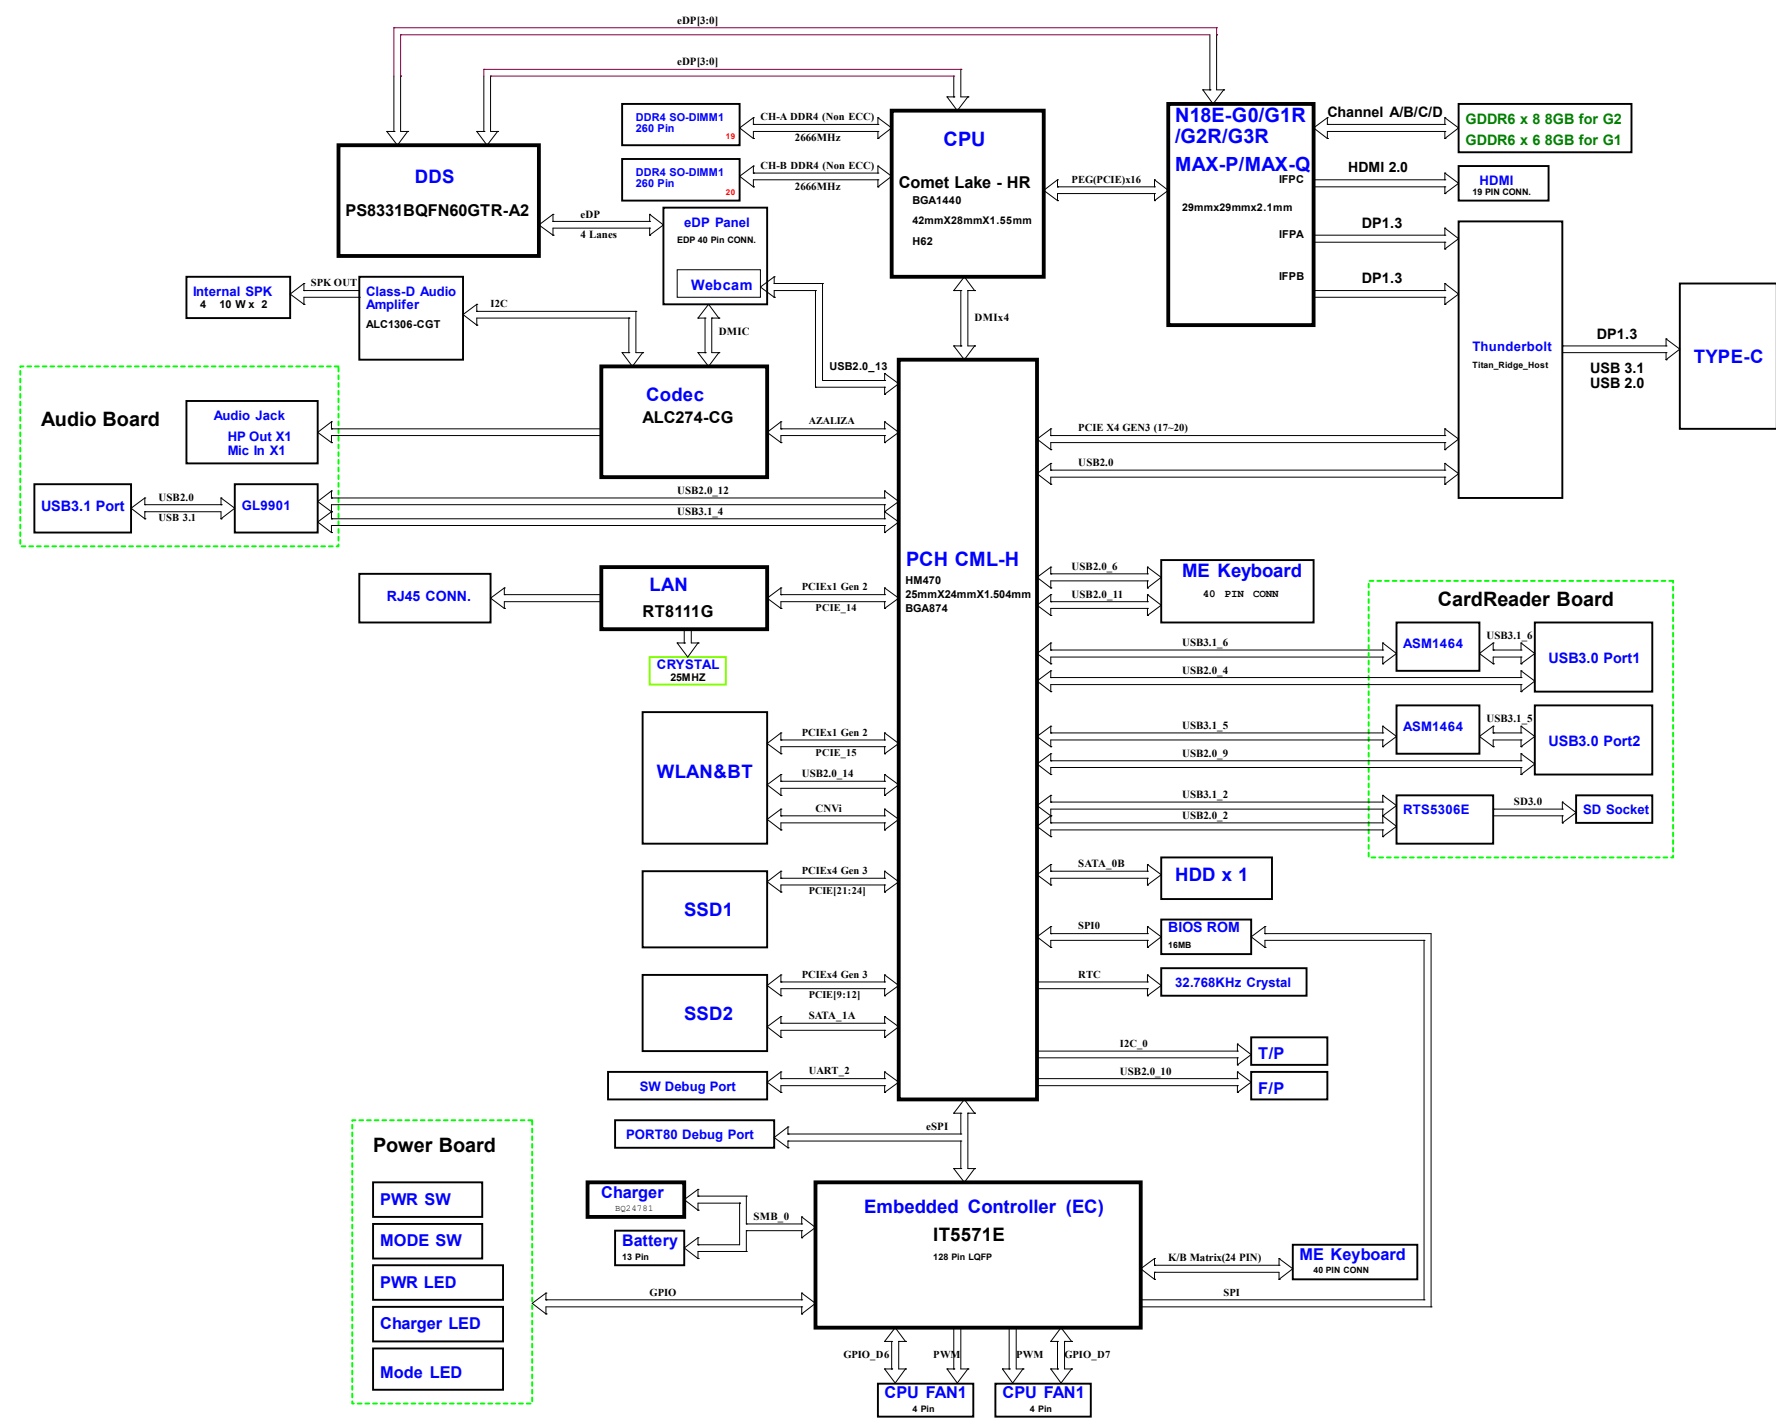 eDP[3:0]
eDP[3:0]
DDS
PS8331BQFN60GTR-A2
DDR4 SO-DIMM1
260 Pin
19
CH-A DDR4 (Non ECC)
2666MHz
DDR4 SO-DIMM1
260 Pin
20
CH-B DDR4 (Non ECC)
2666MHz
CPU
Comet Lake - HR
BGA1440
42mmX28mmX1.55mm
H62
PEG(PCIE)x16
N18E-G0/G1R
/G2R/G3R
MAX-P/MAX-Q
IFPC
29mmx29mmx2.1mm
IFPA
IFPB
Channel A/B/C/D
GDDR6 x 8 8GB for G2
GDDR6 x 6 8GB for G1
HDMI 2.0
HDMI
19 PIN CONN.
DP1.3
DP1.3
eDP
4 Lanes
eDP Panel
EDP 40 Pin CONN.
Webcam
Internal SPK
4 10 W x 2
SPK OUT
Class-D Audio
Amplifer
ALC1306-CGT
I2C
DMIC
USB2.0_13
DMIx4
Thunderbolt
Titan_Ridge_Host
DP1.3
USB 3.1
USB 2.0
TYPE-C
Audio Board
Audio Jack
HP Out X1
Mic In X1
Codec
ALC274-CG
AZALIZA
PCIE X4 GEN3 (17~20)
USB2.0
USB3.1 Port
USB2.0
USB 3.1
GL9901
USB2.0_12
USB3.1_4
PCH CML-H
HM470
25mmX24mmX1.504mm
BGA874
RJ45 CONN.
LAN
RT8111G
PCIEx1 Gen 2
PCIE_14
CRYSTAL
25MHZ
USB2.0_6
USB2.0_11
ME Keyboard
40 PIN CONN
CardReader Board
USB3.1_6
USB2.0_4
ASM1464
USB3.1_6
USB3.0 Port1
USB3.1_5
USB2.0_9
ASM1464
USB3.1_5
USB3.0 Port2
USB3.1_2
USB2.0_2
RTS5306E
SD3.0
SD Socket
WLAN&BT
PCIEx1 Gen 2
PCIE_15
USB2.0_14
CNVi
SSD1
PCIEx4 Gen 3
PCIE[21:24]
SATA_0B
HDD x 1
SPI0
BIOS ROM
16MB
RTC
32.768KHz Crystal
SSD2
PCIEx4 Gen 3
PCIE[9:12]
SATA_1A
I2C_0
T/P
USB2.0_10
F/P
SW Debug Port
UART_2
PORT80 Debug Port
eSPI
Power Board
PWR SW
MODE SW
PWR LED
Charger LED
Mode LED
Charger
BQ24781
Battery
13 Pin
SMB_0
GPIO
Embedded Controller (EC)
IT5571E
128 Pin LQFP
K/B Matrix(24 PIN)
ME Keyboard
40 PIN CONN
SPI
GPIO_D6
PWM
PWM
GPIO_D7
CPU FAN1
4 Pin
CPU FAN1
4 Pin